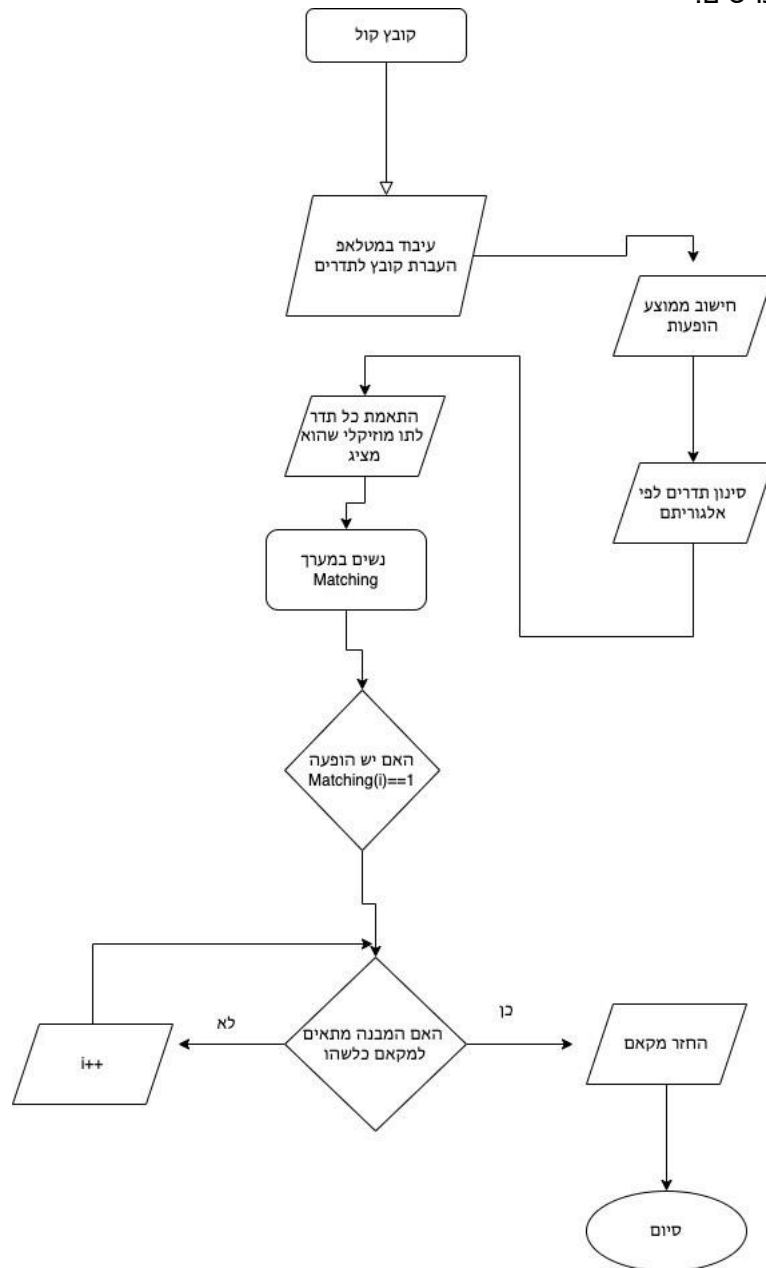 קובץ קול
עיבוד במטלאפ
העברת קובץ לתדרים
חישוב ממוצע
הופעות
סינון תדרים לפי
אלגוריתם
התאמת כל תדר
לתו מוזיקלי שהוא
מציג
נשים במערך
Matching
האם יש הופעה
Matching(i)==1
האם המבנה מתאים
למקאם כלשהו
לא
i++
כן
החזר מקאם
סיום